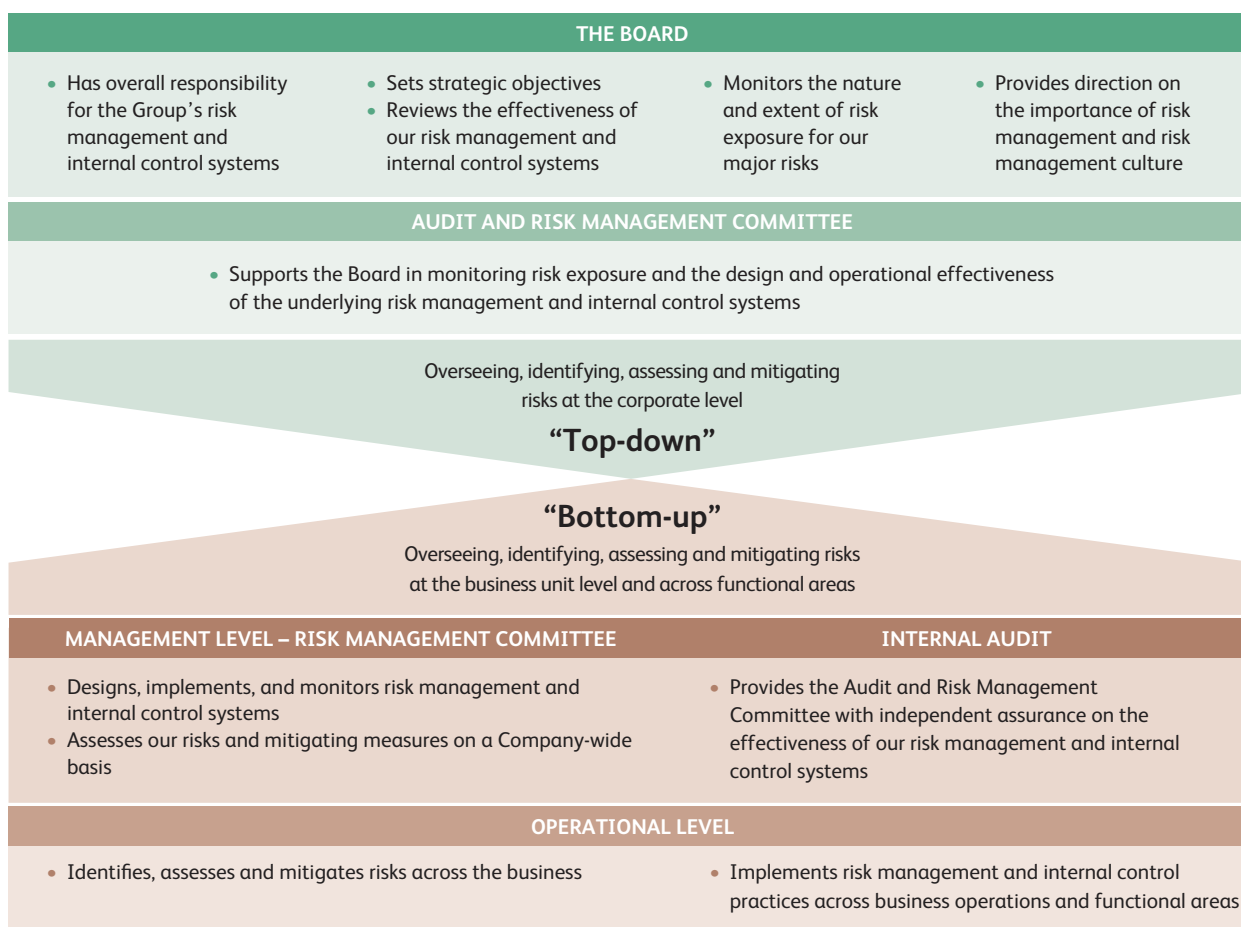 THE BOARD
• Has overall responsibility
for the Group’s risk
management and
internal control systems
• Sets strategic objectives
• Reviews the effectiveness of
our risk management and
internal control systems
• Monitors the nature
and extent of risk
exposure for our
major risks
• Provides direction on
the importance of risk
management and risk
management culture
AUDIT AND RISK MANAGEMENT COMMITTEE
• Supports the Board in monitoring risk exposure and the design and operational effectiveness
of the underlying risk management and internal control systems
Overseeing, identifying, assessing and mitigating
risks at the corporate level
“Top-down”
“Bottom-up”
Overseeing, identifying, assessing and mitigating risks
at the business unit level and across functional areas
MANAGEMENT LEVEL – RISK MANAGEMENT COMMITTEE
• Designs, implements, and monitors risk management and
internal control systems
• Assesses our risks and mitigating measures on a Company-wide
basis
INTERNAL AUDIT
• Provides the Audit and Risk Management
Committee with independent assurance on the
effectiveness of our risk management and internal
control systems
OPERATIONAL LEVEL
• Identifies, assesses and mitigates risks across the business
• Implements risk management and internal control
practices across business operations and functional areas